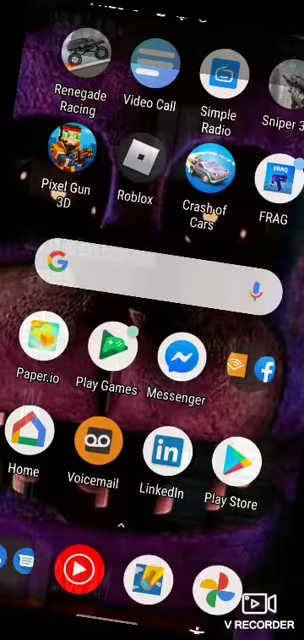 Renegade
Racing
Video Call
Simple
Radio
Sniper 3
Pixel Gun
3D
Roblox
Crash of
Cars
FRAG
FRAG
Paper.io
Play Games
Messenger
Home
Voicemail
LinkedIn
Play Store
V RECORDER